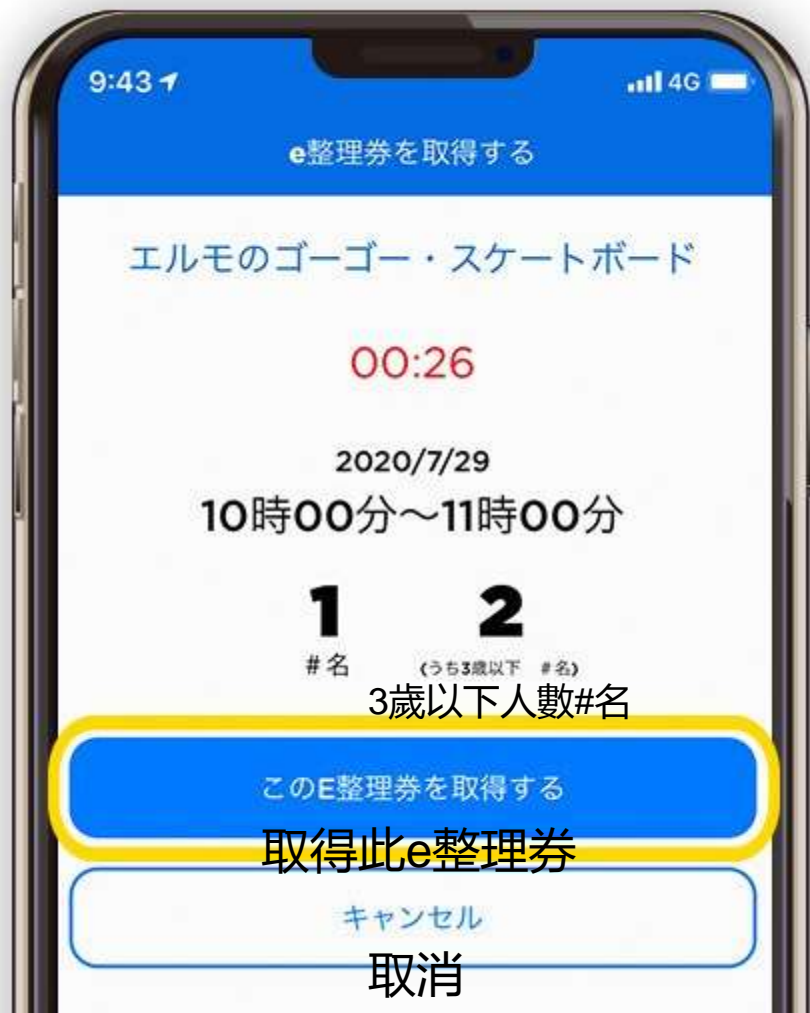 9:43 4G
e整理券を取得する
エルモのゴーゴー・スケートボード
00:26
2020/7/29
10時00分～11時00分
1 2
#名 (うち3歳以下 #名)
3歲以下人數#名
このE整理券を取得する
取得此e整理券
キャンセル
取消